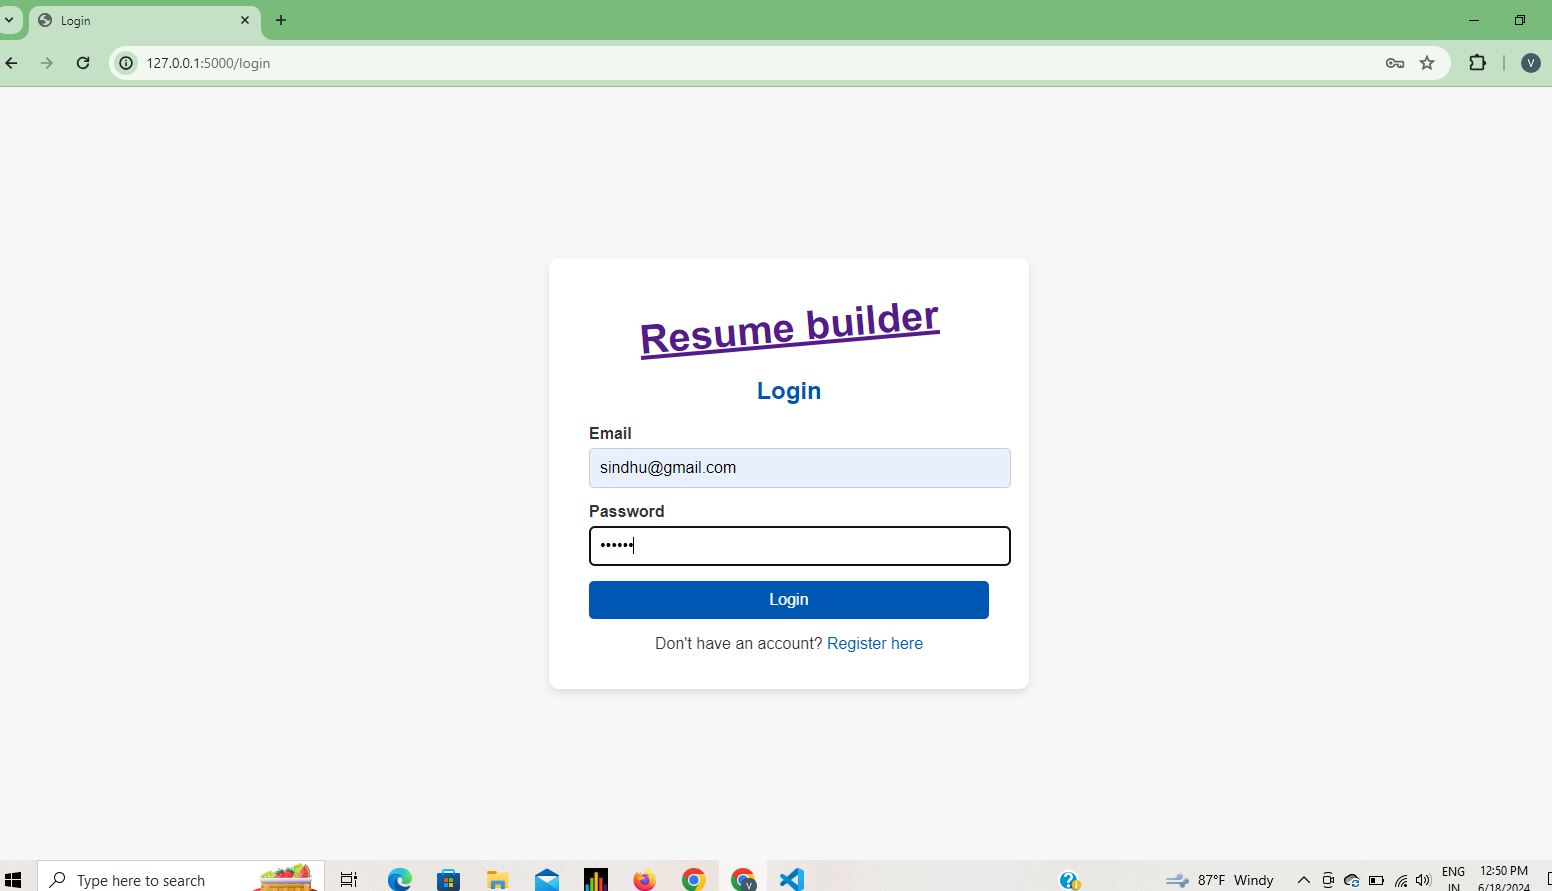 Login
127.0.0.1:5000/login
V
Resume builder
Login
Email
sindhu@gmail.com
Password
••••••
Login
Don't have an account? Register here
Type here to search
V
87°F Windy
ENG
IN
12:50 PM
6/18/2024